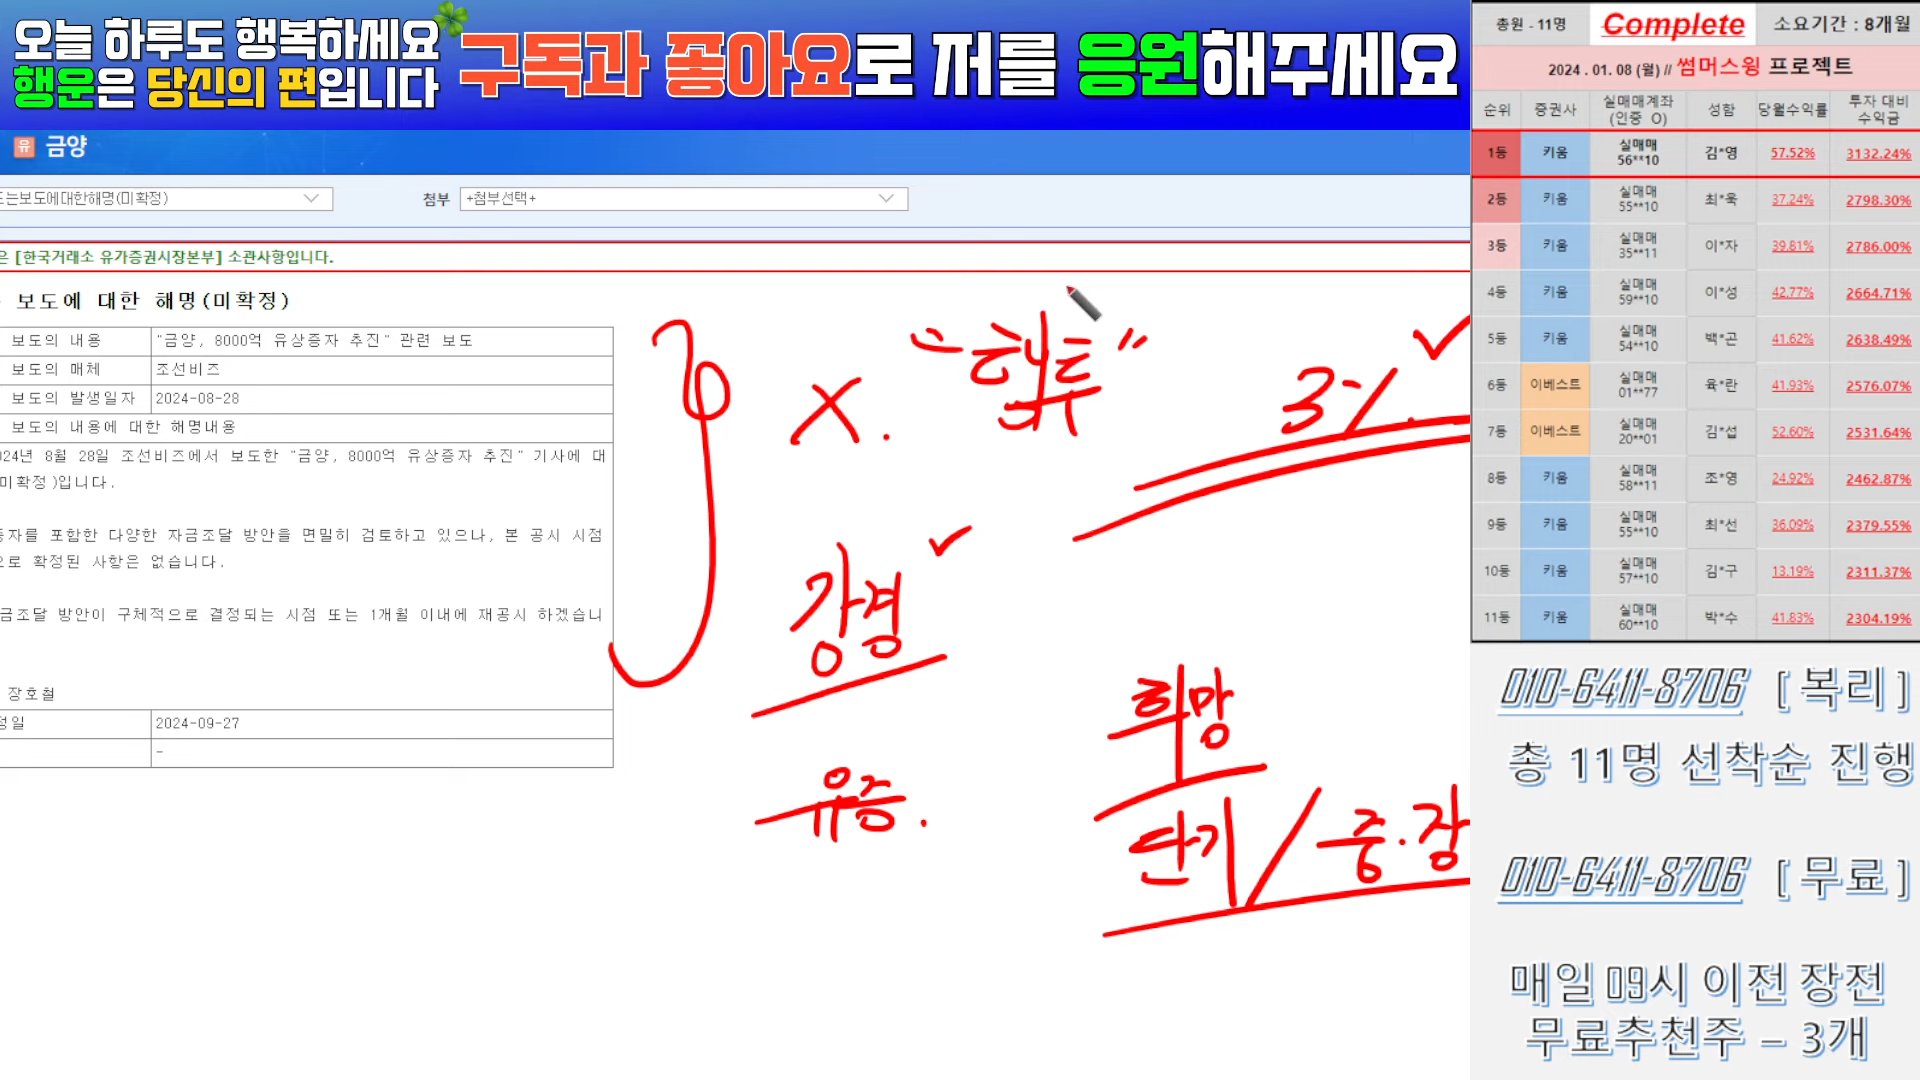 오늘 하루도 행복하세요
행운은 당신의 편입니다
구독과 좋아요로 저를 응원해주세요
유 금양
또는보도에대한해명(미확정)
첨부 +첨부선택+
은 [한국거래소 유가증권시장본부] 소관사항입니다.
보도에 대한 해명(미확정)
보도의 내용 "금양, 8000억 유상증자 추진" 관련 보도
보도의 매체 조선비즈
보도의 발생일자 2024-08-28
보도의 내용에 대한 해명내용
024년 8월 28일 조선비즈에서 보도한 "금양, 8000억 유상증자 추진" 기사에 대
미확정)입니다.
증자를 포함한 다양한 자금조달 방안을 면밀히 검토하고 있으나, 본 공시 시점
으로 확정된 사항은 없습니다.
금조달 방안이 구체적으로 결정되는 시점 또는 1개월 이내에 재공시 하겠습니
장호철
정일 2024-09-27
-
X.
3%.
강경
유증.
희망
단기/중.장
총원 - 11명 Complete 소요기간 : 8개월
2024 . 01. 08 (월) // 썸머스윙 프로젝트
순위 증권사 실매매계좌 (인증 O) 성함 당월수익률 투자 대비 수익금
1등 키움 실매매 56**10 김*영 57.52% 3132.24%
2등 키움 실매매 55**10 최*욱 37.24% 2798.30%
3등 키움 실매매 35**11 이*자 39.81% 2786.00%
4등 키움 실매매 59**10 이*성 42.77% 2664.71%
5등 키움 실매매 54**10 백*곤 41.62% 2638.49%
6등 이베스트 실매매 01**77 육*란 41.93% 2576.07%
7등 이베스트 실매매 20**01 김*섭 52.60% 2531.64%
8등 키움 실매매 58**11 조*영 24.92% 2462.87%
9등 키움 실매매 55**10 최*선 36.09% 2379.55%
10등 키움 실매매 57**10 김*구 13.19% 2311.37%
11등 키움 실매매 60**10 박*수 41.83% 2304.19%
010-6411-8706 [ 복리 ]
총 11명 선착순 진행
010-6411-8706 [ 무료 ]
매일 09시 이전 장전
무료추천주 – 3개